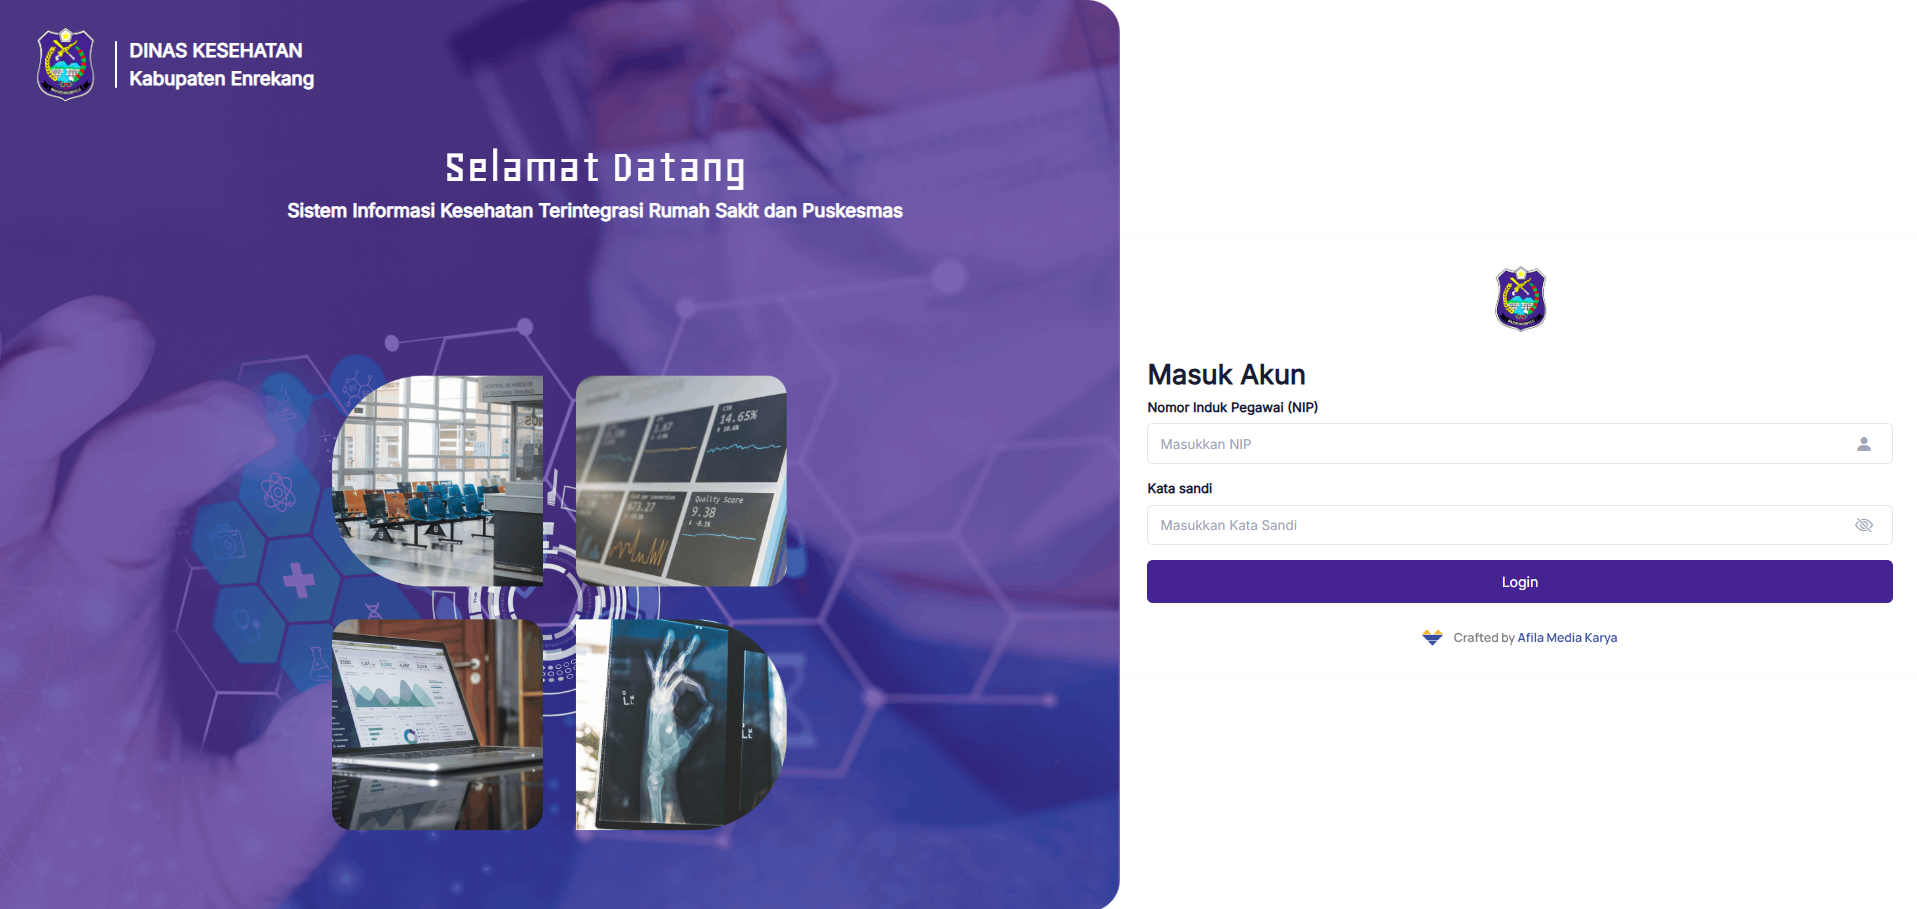 DINAS KESEHATAN
Kabupaten Enrekang
Selamat Datang
Sistem Informasi Kesehatan Terintegrasi Rumah Sakit dan Puskesmas
14.65%
673.27
Quality Score
9.38
Masuk Akun
Nomor Induk Pegawai (NIP)
Masukkan NIP
Kata sandi
Masukkan Kata Sandi
Login
Crafted by Afila Media Karya